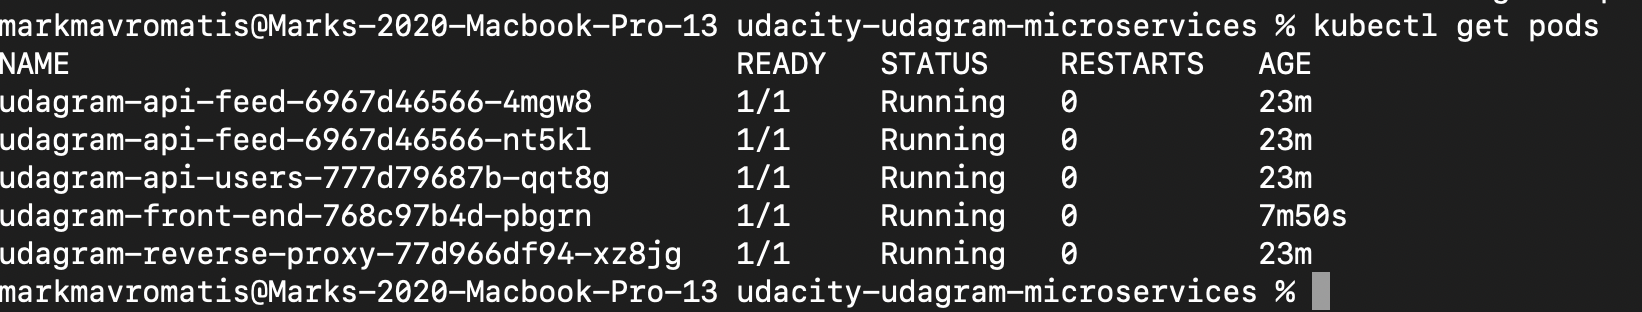 markmavromatis@Marks-2020-Macbook-Pro-13 udacity-udagram-microservices % kubectl get pods
NAME READY STATUS RESTARTS AGE
udagram-api-feed-6967d46566-4mgw8 1/1 Running 0 23m
udagram-api-feed-6967d46566-nt5kl 1/1 Running 0 23m
udagram-api-users-777d79687b-qqt8g 1/1 Running 0 23m
udagram-front-end-768c97b4d-pbgrn 1/1 Running 0 7m50s
udagram-reverse-proxy-77d966df94-xz8jg 1/1 Running 0 23m
markmavromatis@Marks-2020-Macbook-Pro-13 udacity-udagram-microservices %